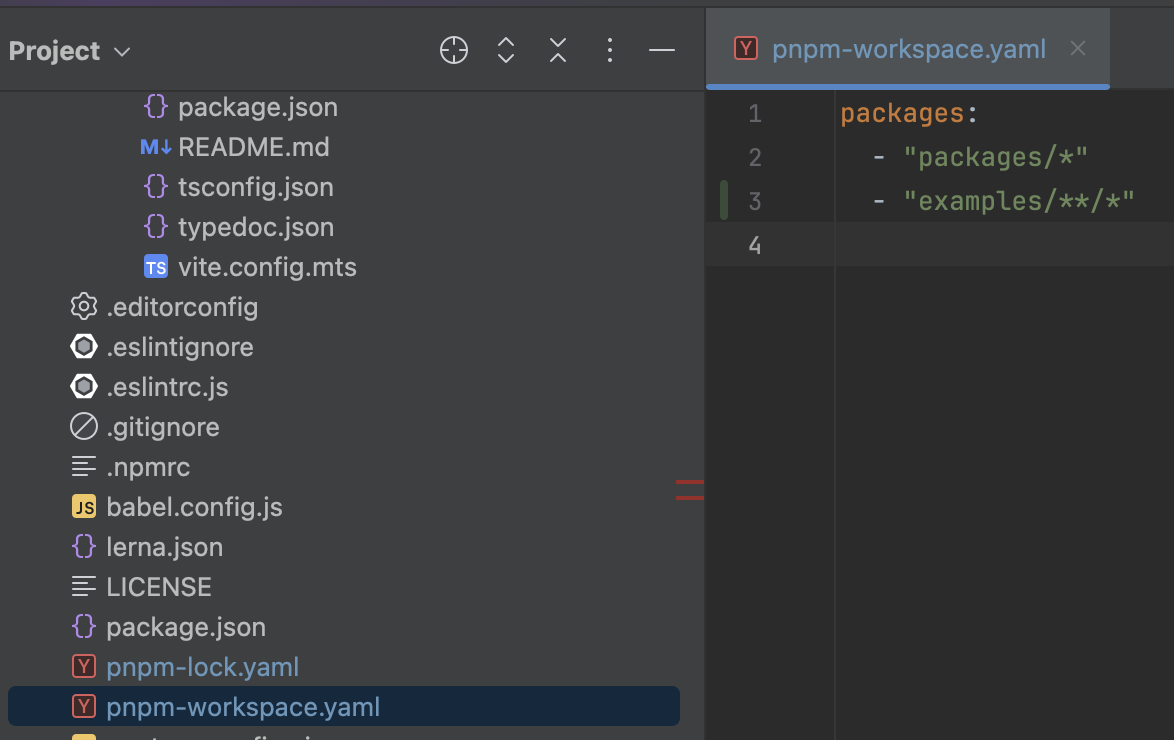 Project
package.json
README.md
tsconfig.json
typedoc.json
vite.config.mts
.editorconfig
.eslintignore
.eslintrc.js
.gitignore
.npmrc
babel.config.js
lerna.json
LICENSE
package.json
pnpm-lock.yaml
pnpm-workspace.yaml
pnpm-workspace.yaml
1 packages:
2 - "packages/*"
3 - "examples/**/*"
4